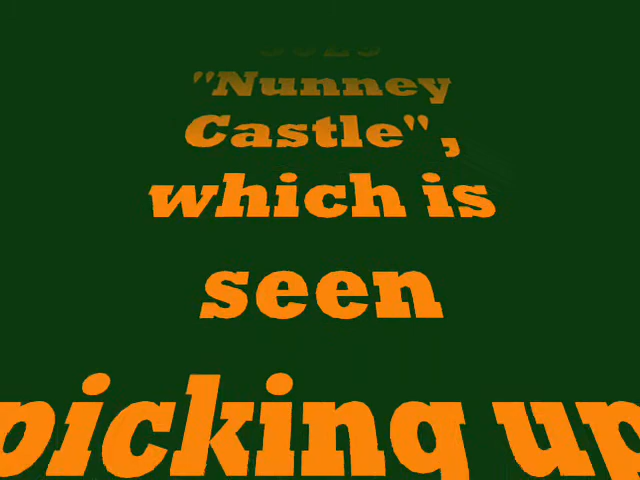 "Nunney
Castle",
which is
seen
picking up